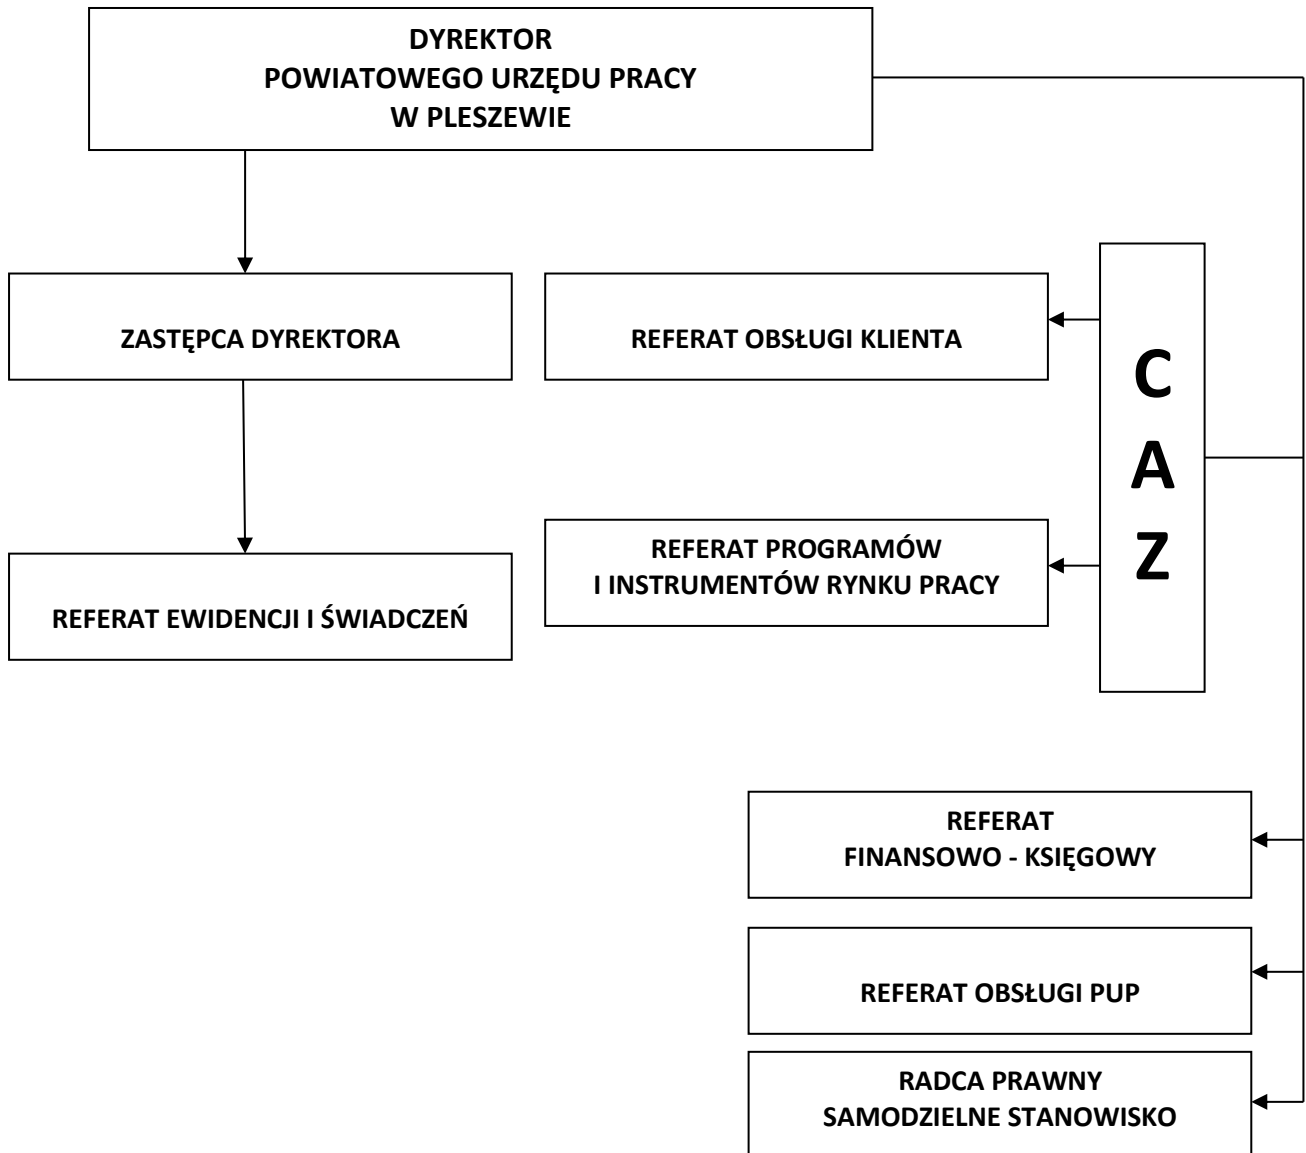 DYREKTOR
POWIATOWEGO URZĘDU PRACY
W PLESZEWIE
ZASTĘPCA DYREKTORA
REFERAT OBSŁUGI KLIENTA
C
A
Z
REFERAT PROGRAMÓW
I INSTRUMENTÓW RYNKU PRACY
REFERAT EWIDENCJI I ŚWIADCZEŃ
REFERAT
FINANSOWO - KSIĘGOWY
REFERAT OBSŁUGI PUP
RADCA PRAWNY
SAMODZIELNE STANOWISKO